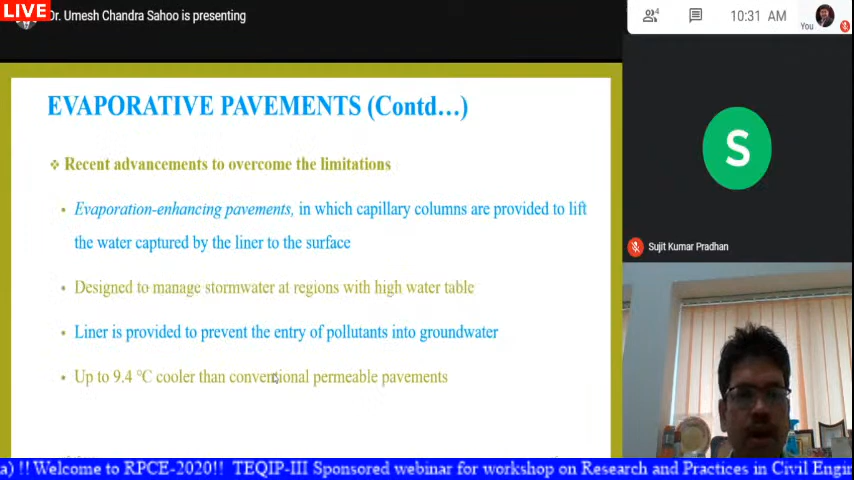 LIVE
Dr. Umesh Chandra Sahoo is presenting
4
10:31 AM
You
EVAPORATIVE PAVEMENTS (Contd…)
❖ Recent advancements to overcome the limitations
• Evaporation-enhancing pavements, in which capillary columns are provided to lift
the water captured by the liner to the surface
• Designed to manage stormwater at regions with high water table
• Liner is provided to prevent the entry of pollutants into groundwater
• Up to 9.4 °C cooler than conventional permeable pavements
S
Sujit Kumar Pradhan
a) !! Welcome to RPCE-2020!! TEQIP-III Sponsored webinar for workshop on Research and Practices in Civil Engin